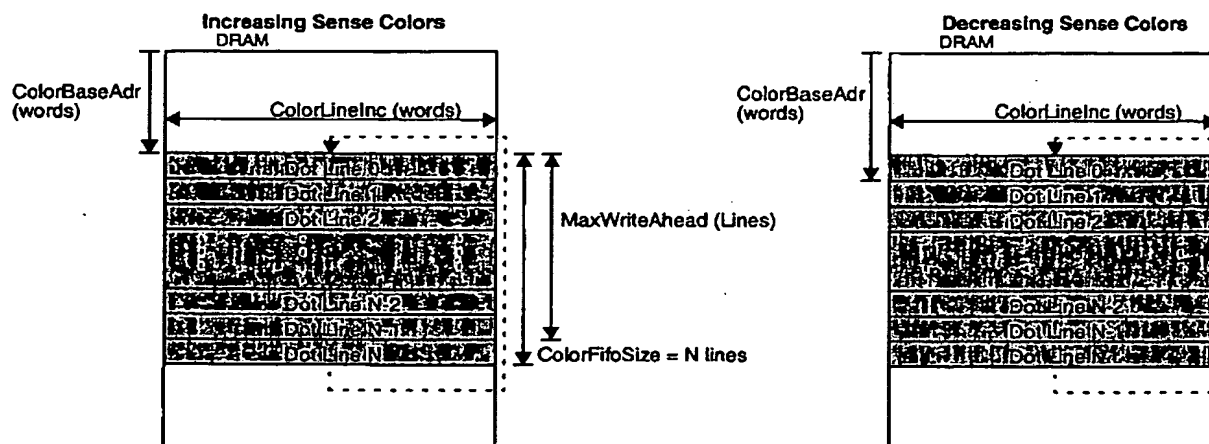 Increasing Sense Colors
DRAM
ColorBaseAdr
(words)
ColorLineInc (words)
Dot Line 0
Dot Line 1
Dot Line 2
Dot Line N-2
Dot Line N-1
Dot Line N
MaxWriteAhead (Lines)
ColorFifoSize = N lines
Decreasing Sense Colors
DRAM
ColorBaseAdr
(words)
ColorLineInc (words)
Dot Line 0
Dot Line 1
Dot Line 2
Dot Line N-2
Dot Line N-1
Dot Line N